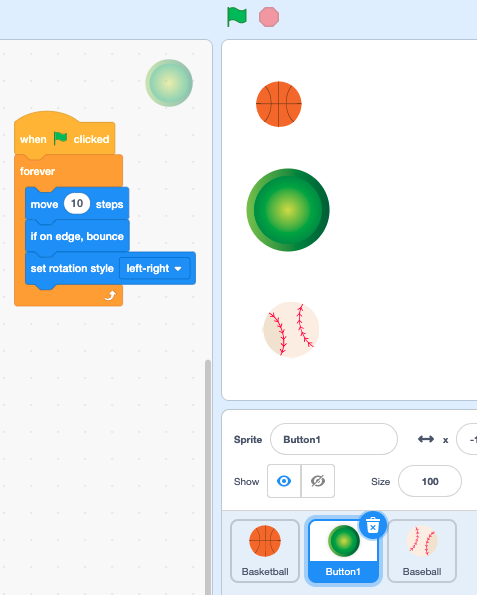 when clicked
forever
move 10 steps
if on edge, bounce
set rotation style left-right
Sprite Button1 x -1
Show Size 100
Basketball Button1 Baseball